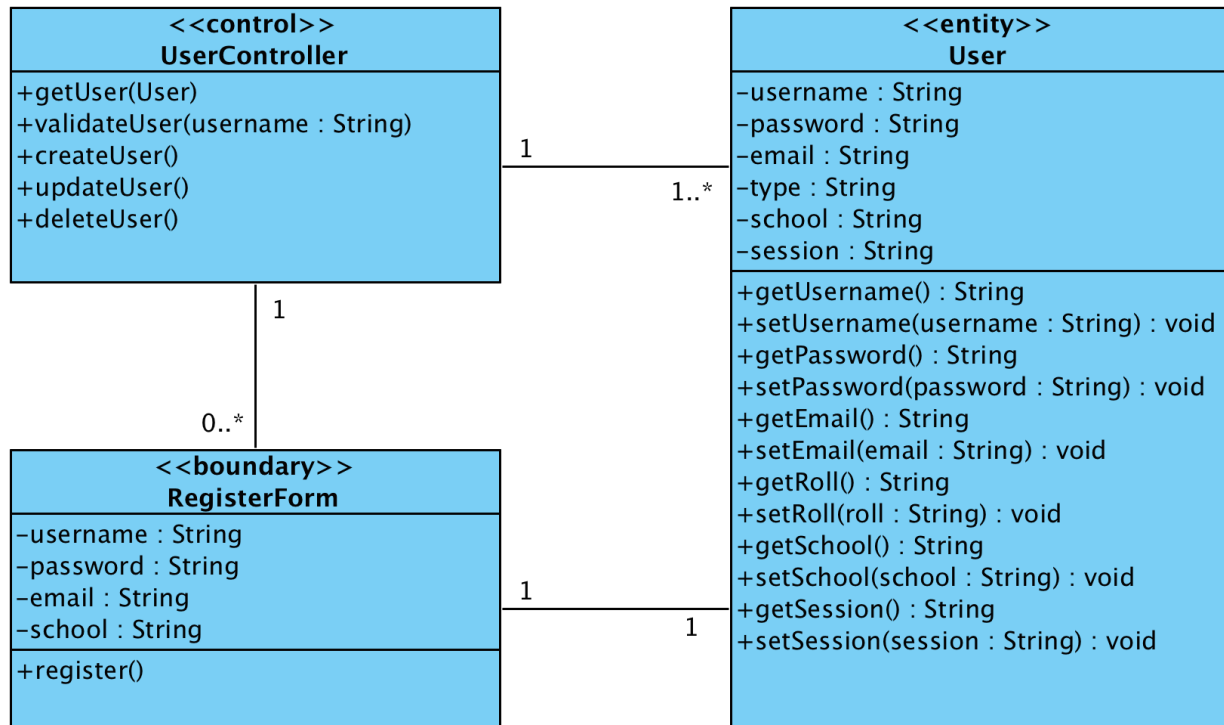 <<control>>
UserController
+getUser(User)
+validateUser(username : String)
+createUser()
+updateUser()
+deleteUser()
1
1..*
1
0..*
<<entity>>
User
–username : String
–password : String
–email : String
–type : String
–school : String
–session : String
+getUsername() : String
+setUsername(username : String) : void
+getPassword() : String
+setPassword(password : String) : void
+getEmail() : String
+setEmail(email : String) : void
+getRoll() : String
+setRoll(roll : String) : void
+getSchool() : String
+setSchool(school : String) : void
+getSession() : String
+setSession(session : String) : void
<<boundary>>
RegisterForm
–username : String
–password : String
–email : String
–school : String
+register()
1
1